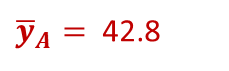 ȳ_A = 42.8